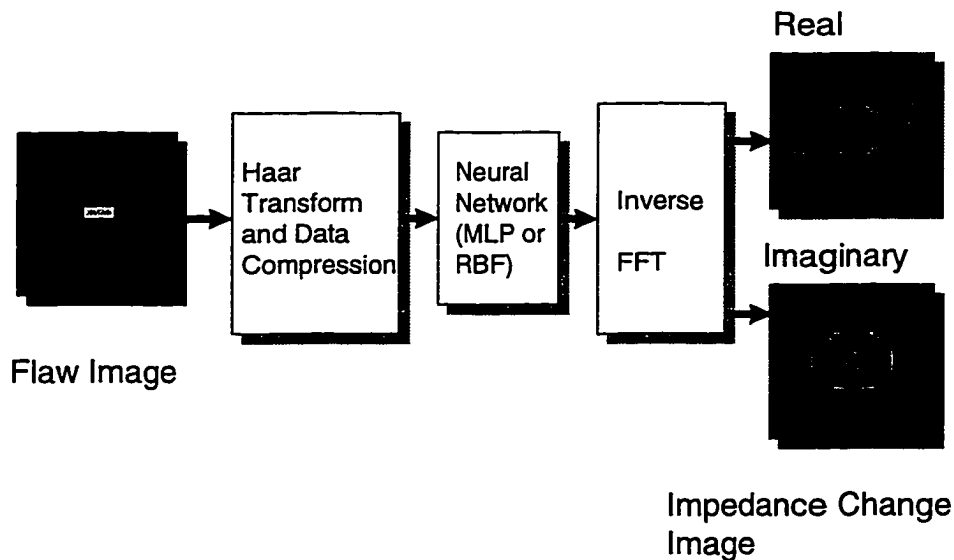 Real
Haar
Transform
and Data
Compression
Neural
Network
(MLP or
RBF)
Inverse
FFT
Imaginary
Flaw Image
Impedance Change
Image